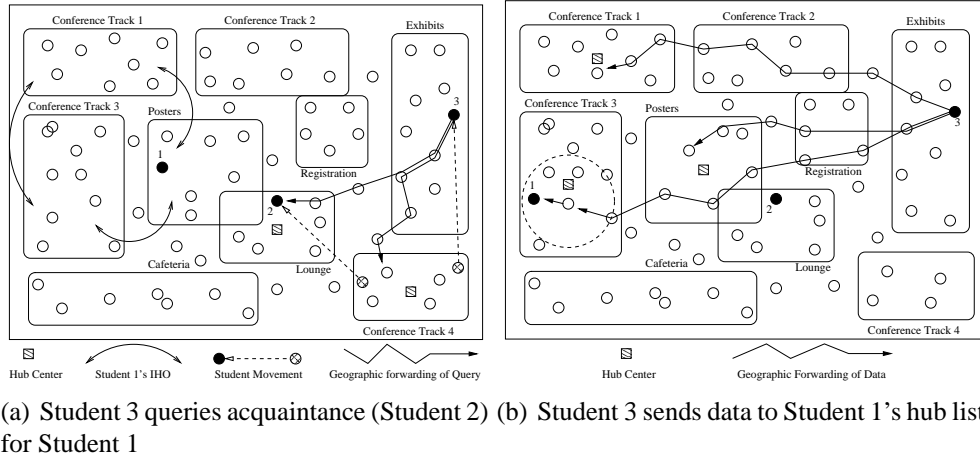 Conference Track 1
Conference Track 2
Exhibits
Conference Track 3
Posters
1
3
Registration
2
Cafeteria
Lounge
Conference Track 4
Hub Center
Student 1's IHO
Student Movement
Geographic forwarding of Query
Conference Track 1
Conference Track 2
Exhibits
Conference Track 3
Posters
3
Registration
1
2
Cafeteria
Lounge
Conference Track 4
Hub Center
Geographic Forwarding of Data
(a) Student 3 queries acquaintance (Student 2)
for Student 1
(b) Student 3 sends data to Student 1's hub list